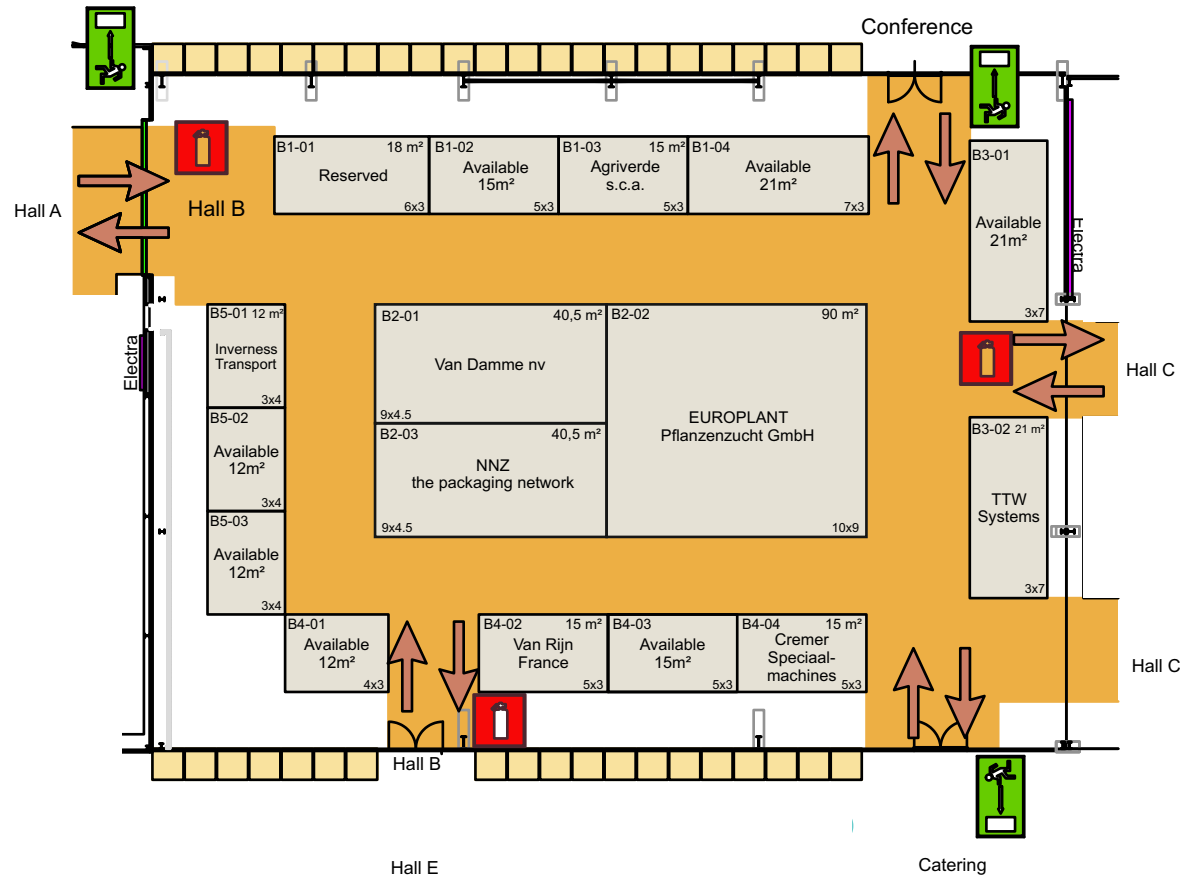 Conference
B1-01 18 m²
Reserved
6x3
B1-02
Available
15m²
5x3
B1-03 15 m²
Agriverde
s.c.a.
5x3
B1-04
Available
21m²
7x3
B3-01
Available
21m²
3x7
Hall A
Hall B
Electra
B5-01 12 m²
Inverness
Transport
3x4
B2-01 40,5 m²
Van Damme nv
9x4.5
B2-02 90 m²
EUROPLANT
Pflanzenzucht GmbH
10x9
Electra
Hall C
B5-02
Available
12m²
3x4
B2-03 40,5 m²
NNZ
the packaging network
9x4.5
B3-02 21 m²
TTW
Systems
3x7
B5-03
Available
12m²
3x4
B4-01
Available
12m²
4x3
B4-02 15 m²
Van Rijn
France
5x3
B4-03
Available
15m²
5x3
B4-04 15 m²
Cremer
Speciaal-
machines
5x3
Hall C
Hall B
Hall E
Catering